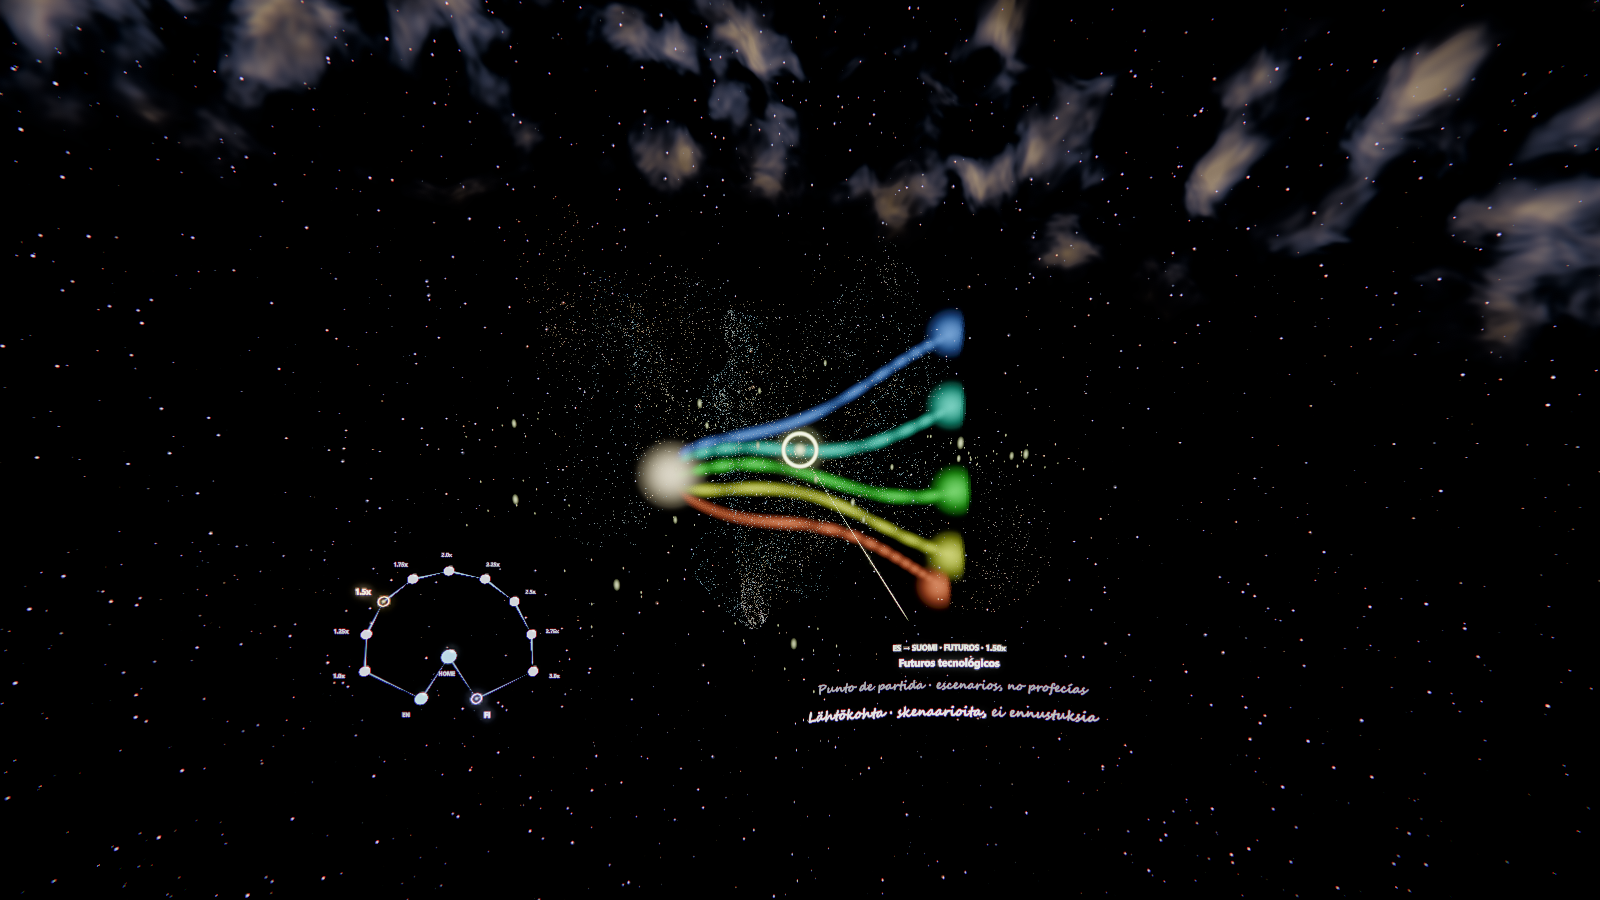 2.0x
1.75x
2.25x
1.5x
2.5x
1.25x
2.75x
1.0x
HOME
3.0x
EN
FI
ES → SUOMI · FUTUROS · 1.50x
Futuros tecnológicos
Punto de partida · escenarios, no profecías
Lähtökohta · skenaarioita, ei ennustuksia